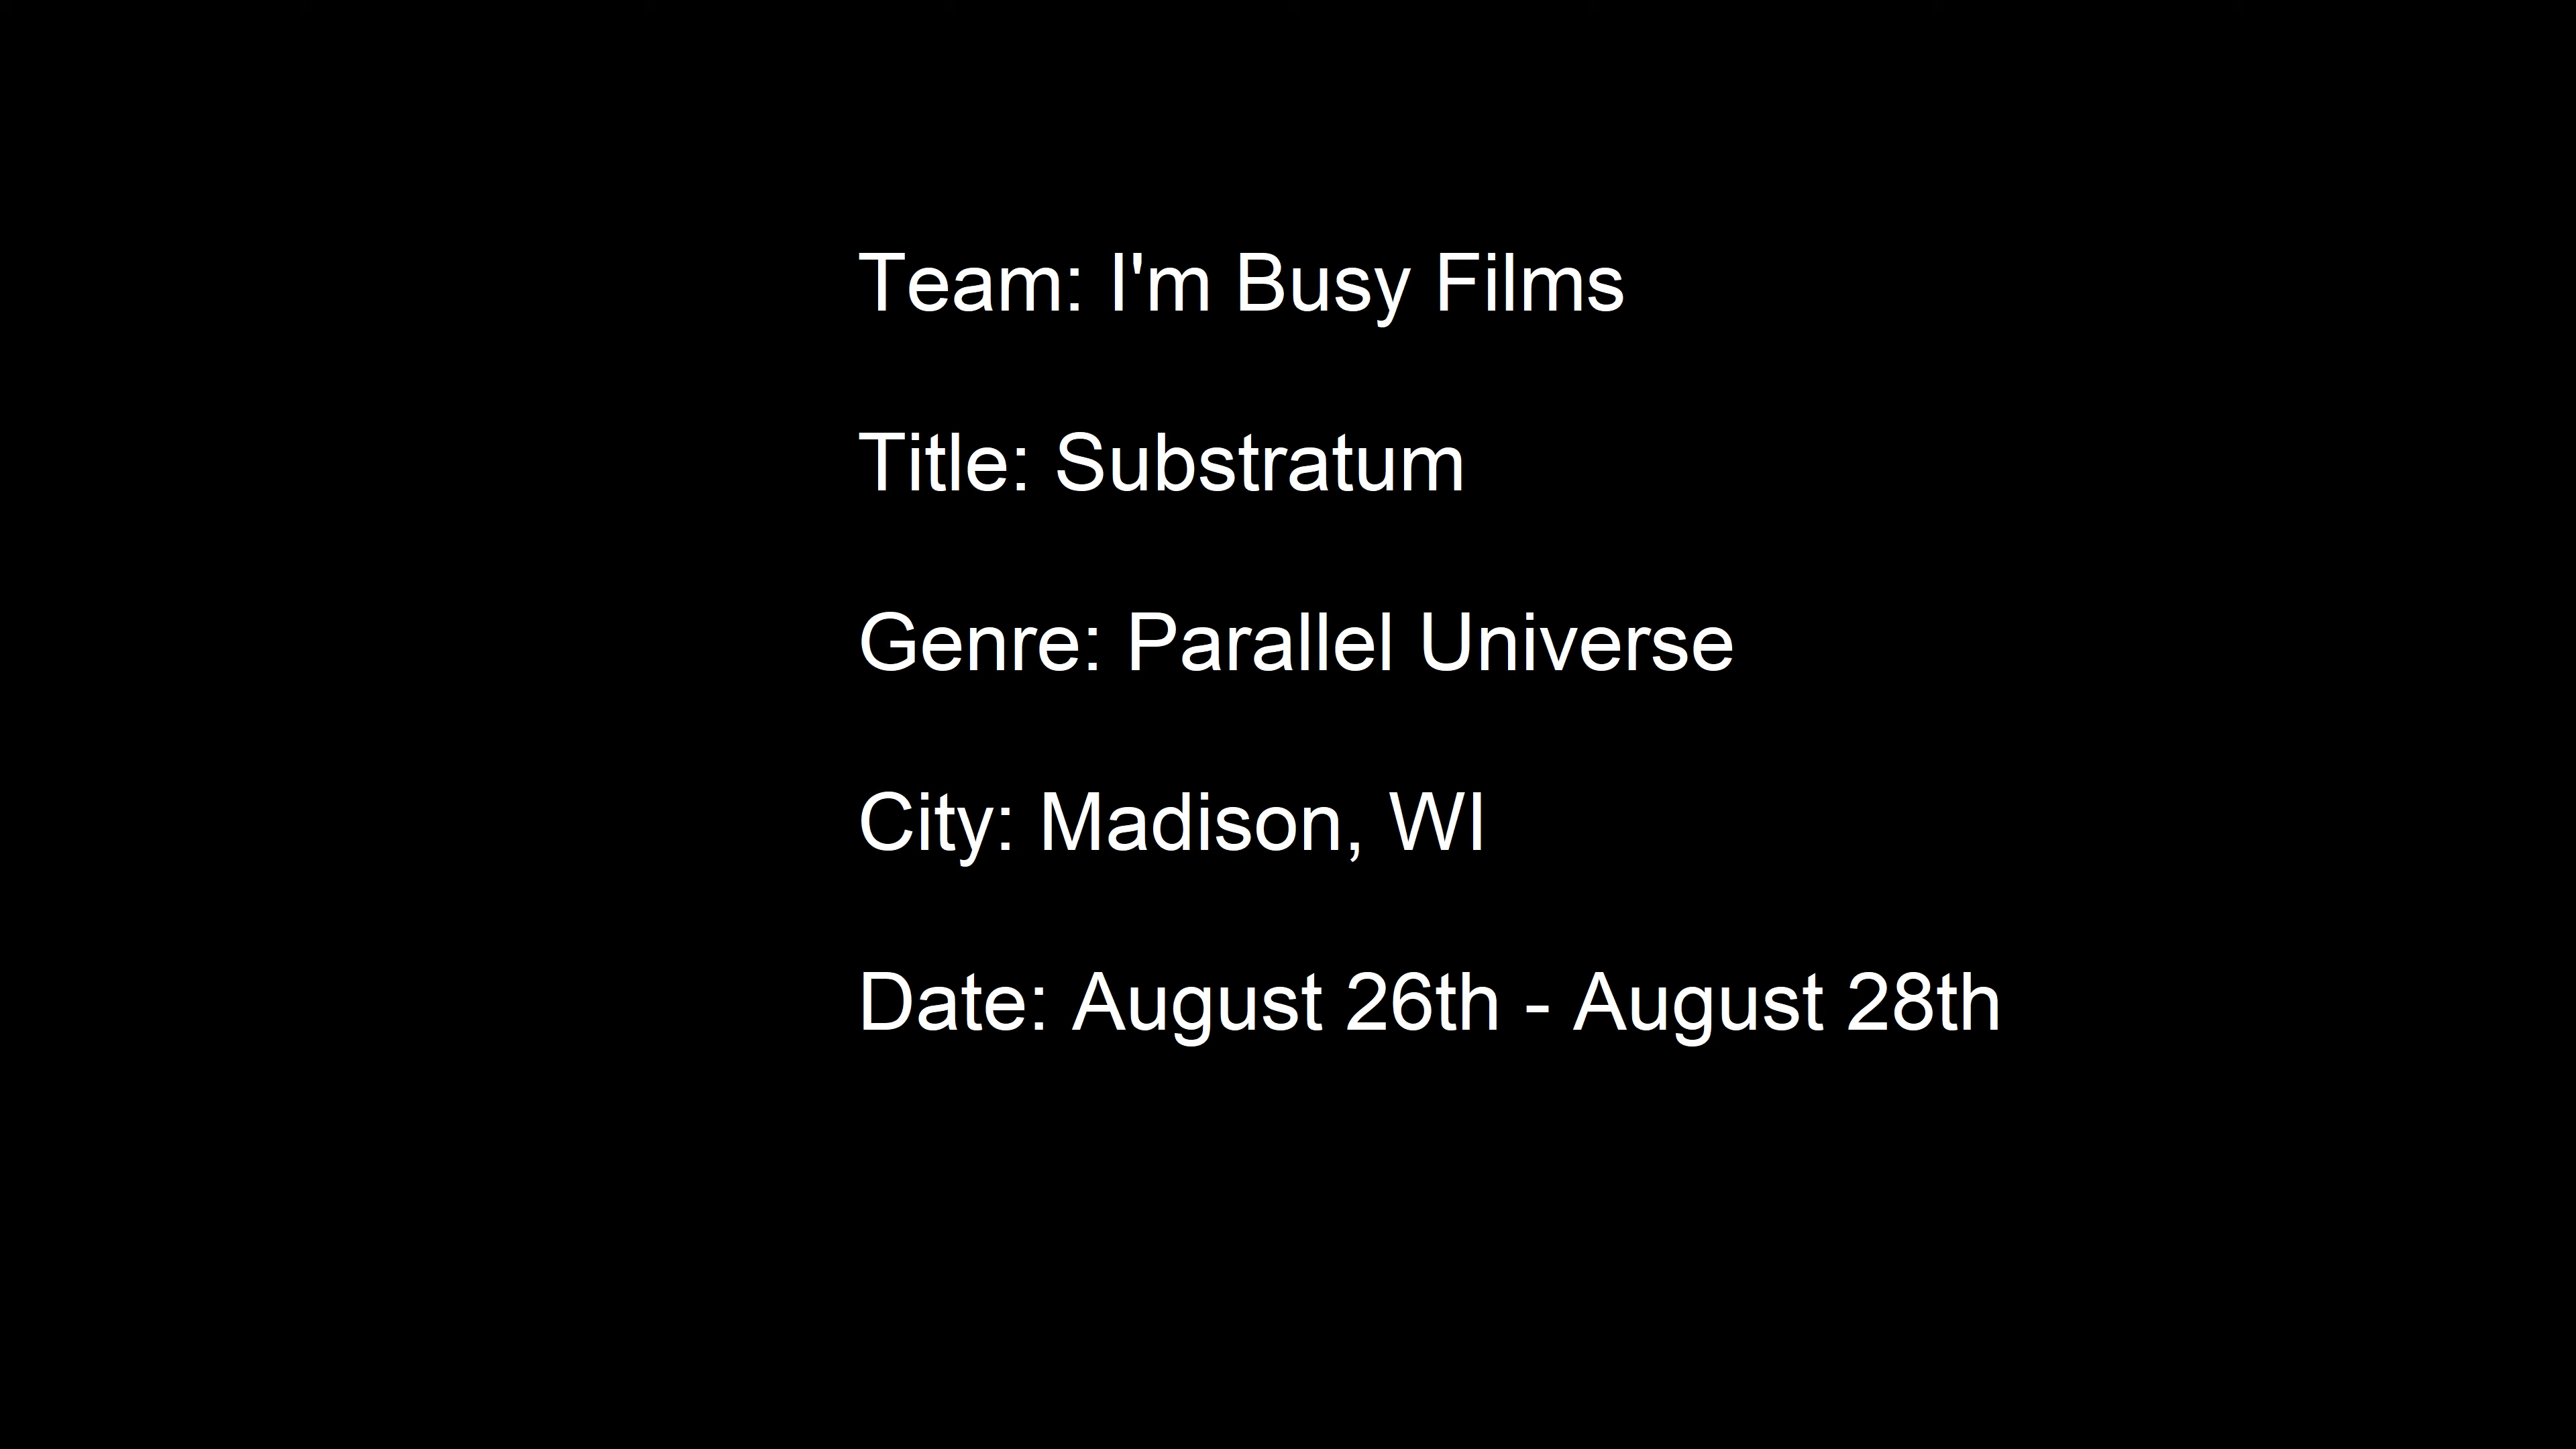 Team: I'm Busy Films
Title: Substratum
Genre: Parallel Universe
City: Madison, WI
Date: August 26th - August 28th